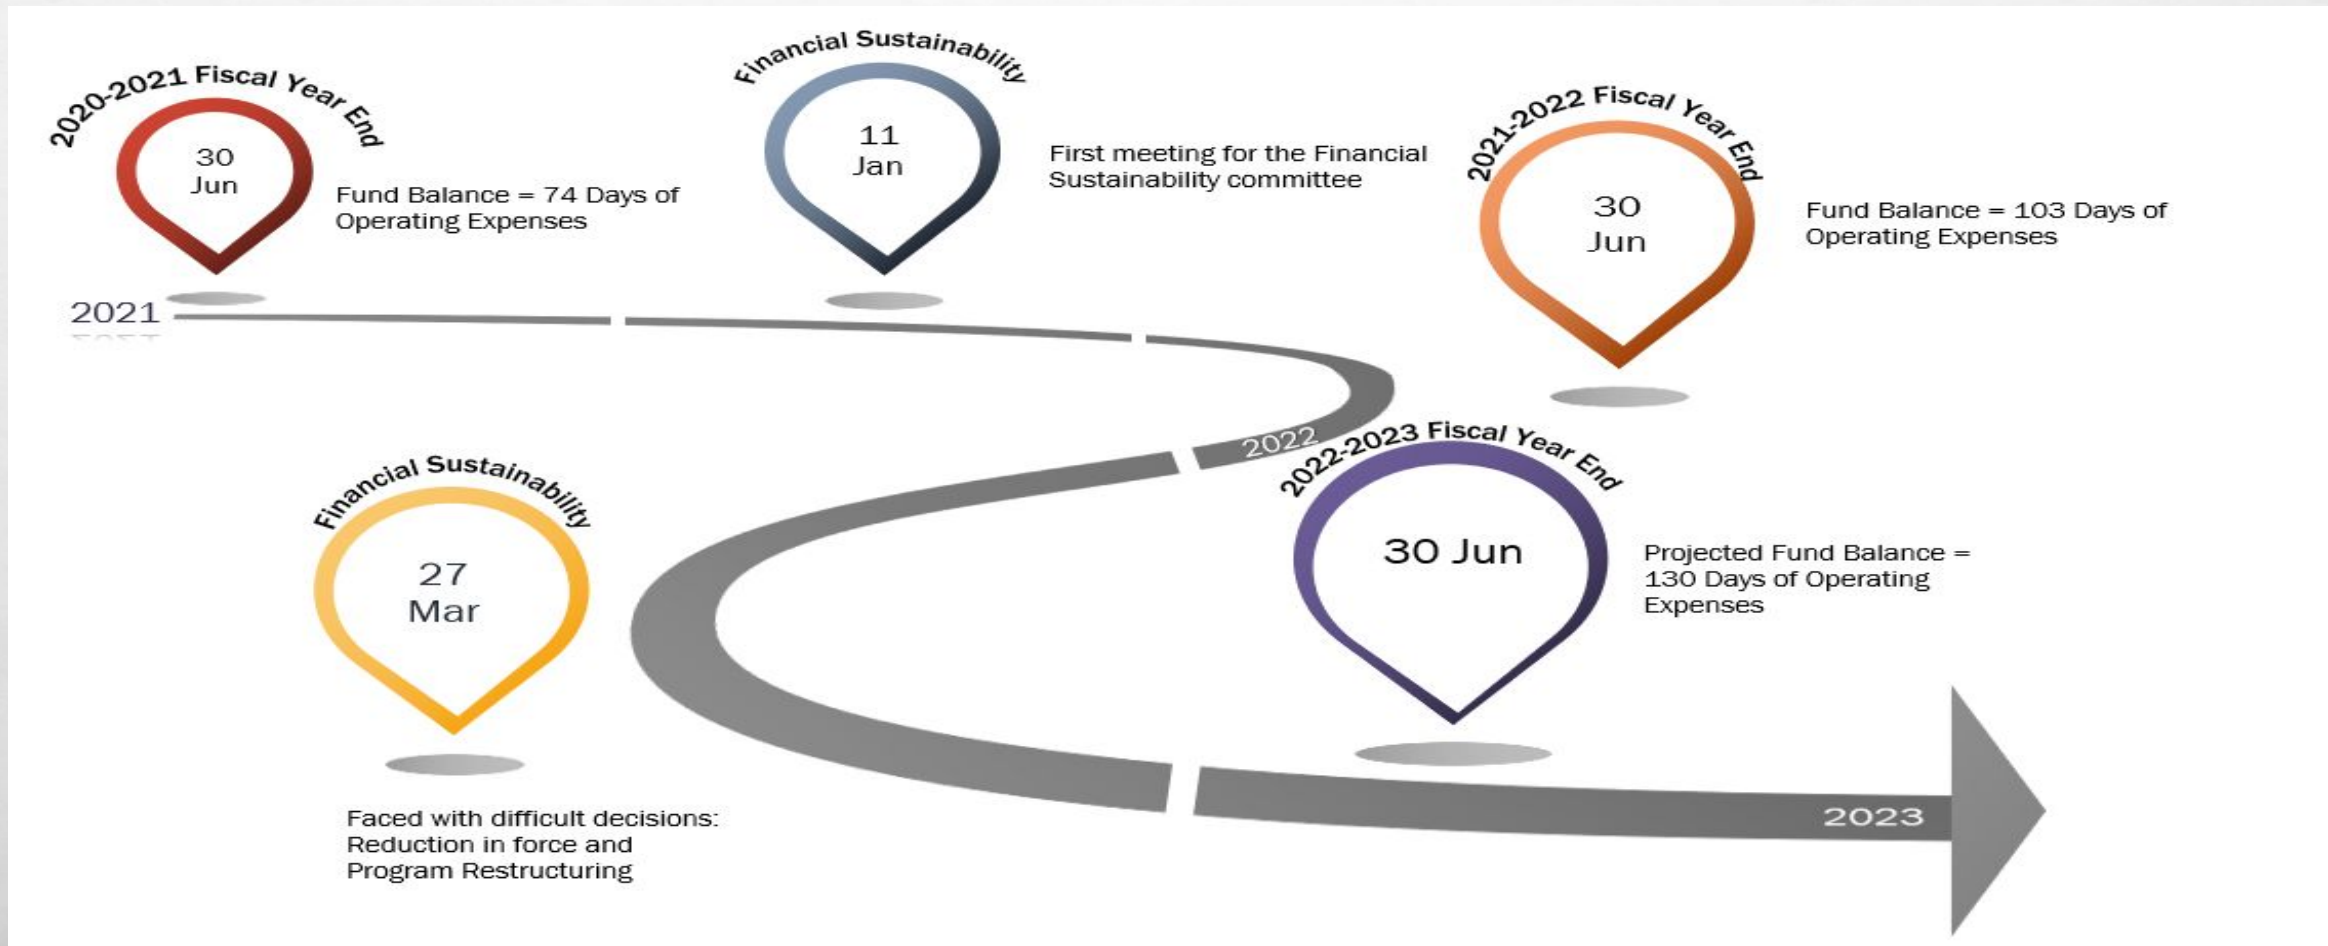 2020-2021 Fiscal Year End
30
Jun
Fund Balance = 74 Days of
Operating Expenses
Financial Sustainability
11
Jan
First meeting for the Financial
Sustainability committee
2021-2022 Fiscal Year End
30
Jun
Fund Balance = 103 Days of
Operating Expenses
2021
2022
Financial Sustainability
27
Mar
Faced with difficult decisions:
Reduction in force and
Program Restructuring
2022-2023 Fiscal Year End
30 Jun
Projected Fund Balance =
130 Days of Operating
Expenses
2023